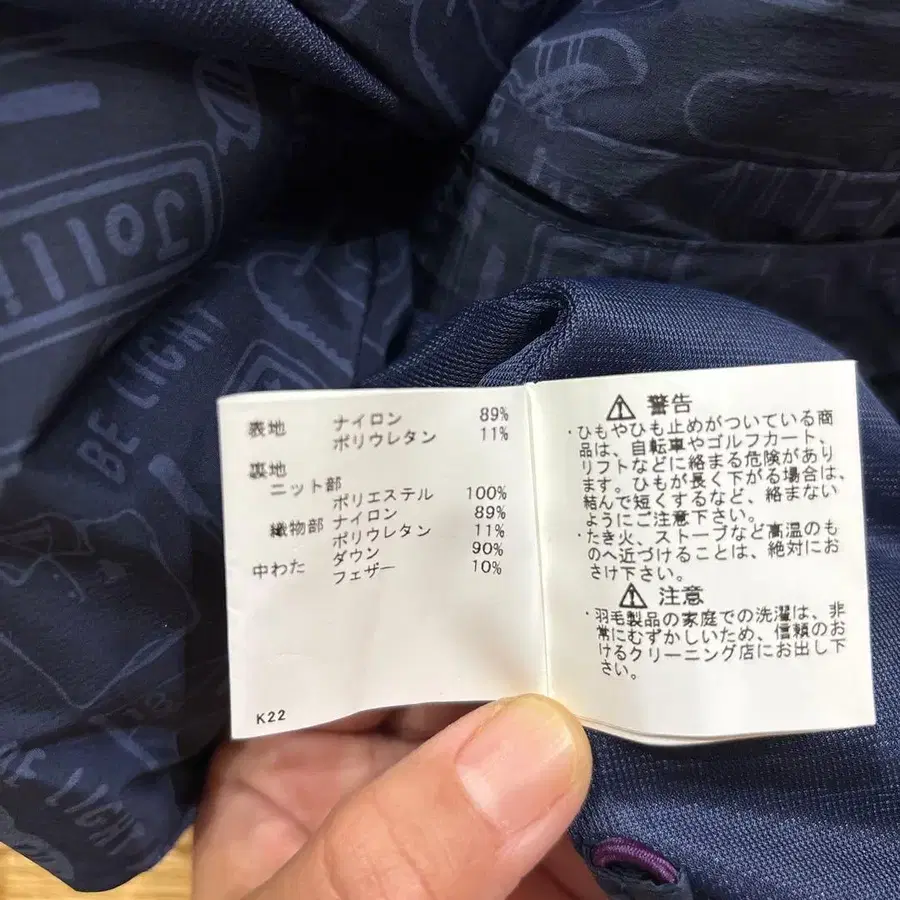 Jolli
BE LIGHT
LIGHT
表地 ナイロン 89%
ポリウレタン 11%
裏地
ニット部
ポリエステル 100%
織物部 ナイロン 89%
ポリウレタン 11%
中わた ダウン 90%
フェザー 10%
K22
警告
・ひもやひも止めがついている商
品は、自転車やゴルフカート、
リフトなどに絡まる危険があり
ます。ひもが長く下がる場合は、
結んで短くするなど、絡まない
ようにご注意下さい。
・たき火、ストーブなど高温のも
のへ近づけることは、絶対にお
さけ下さい。
注意
・羽毛製品の家庭での洗濯は、非
常にむずかしいため、信頼のお
けるクリーニング店にお出し下
さい。